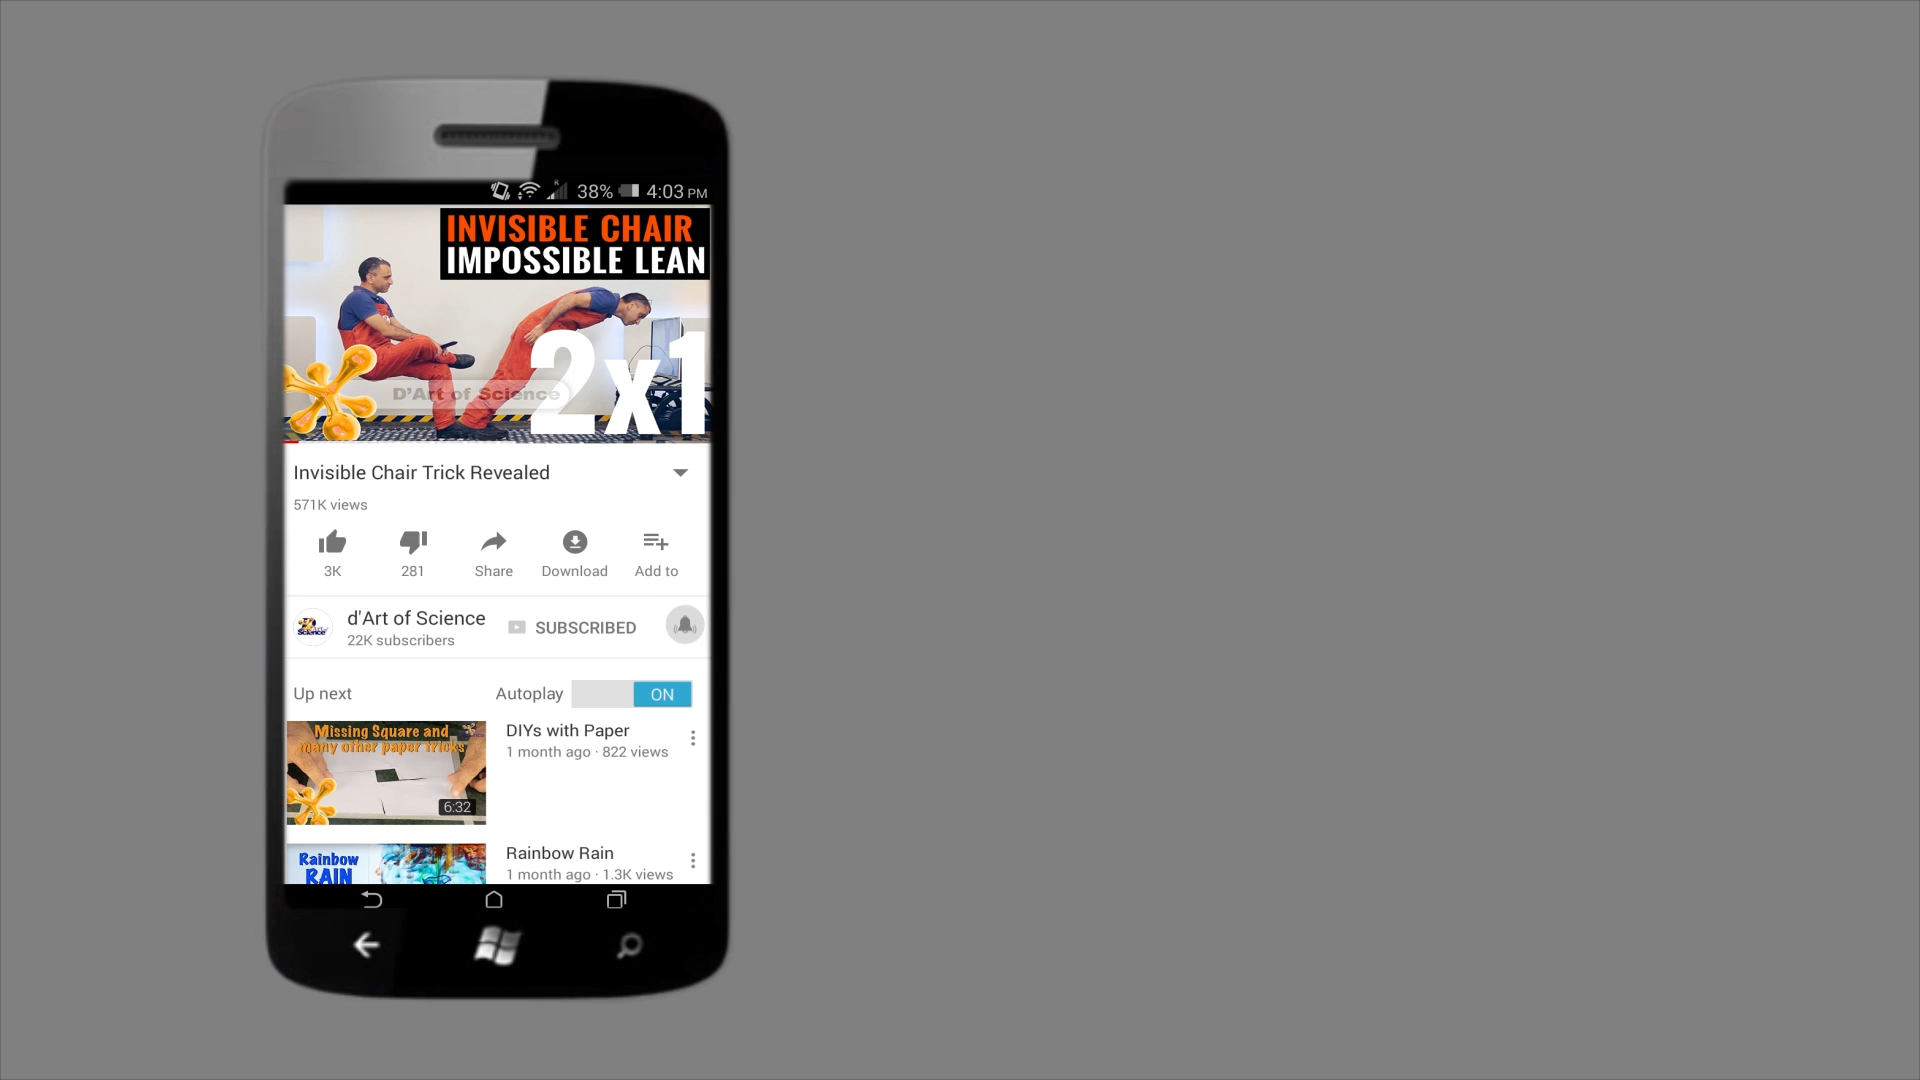 38% 4:03 PM
INVISIBLE CHAIR
IMPOSSIBLE LEAN
2x1
D'Art of Science
Invisible Chair Trick Revealed
571K views
3K 281 Share Download Add to
d'Art of Science
22K subscribers
SUBSCRIBED
Up next Autoplay ON
Missing Square and
many other paper tricks
6:32
DIYs with Paper
1 month ago · 822 views
Rainbow
RAIN
Rainbow Rain
1 month ago · 1.3K views